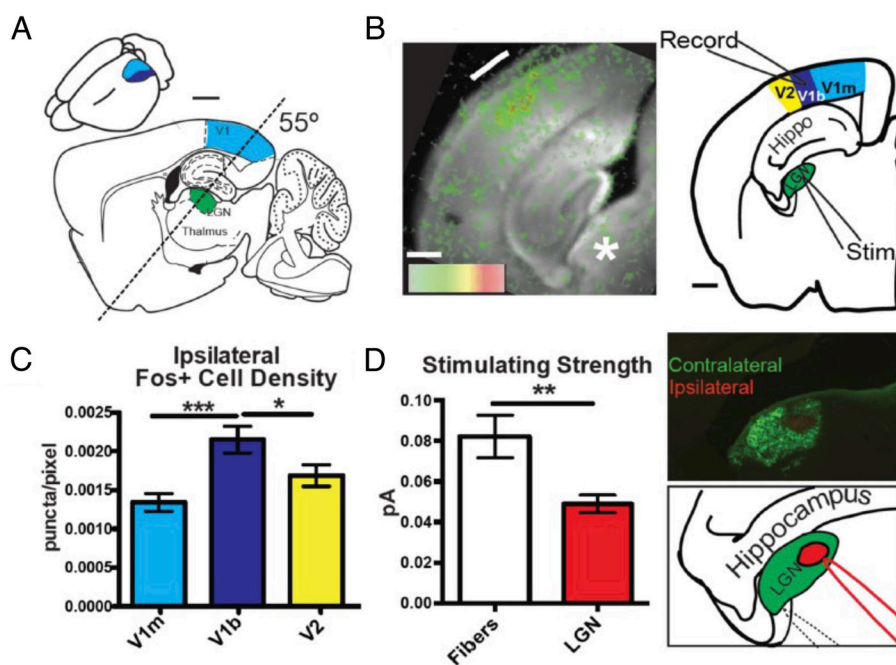 A
V1
55º
LGN
Thalmus
B
*
Record
V2
V1b
V1m
Hippo
LGN
Stim
C
Ipsilateral
Fos+ Cell Density
***
*
puncta/pixel
0.0025
0.0020
0.0015
0.0010
0.0005
0.0000
V1m
V1b
V2
D
Stimulating Strength
**
pA
0.10
0.08
0.06
0.04
0.02
0.00
Fibers
LGN
Contralateral
Ipsilateral
Hippocampus
LGN